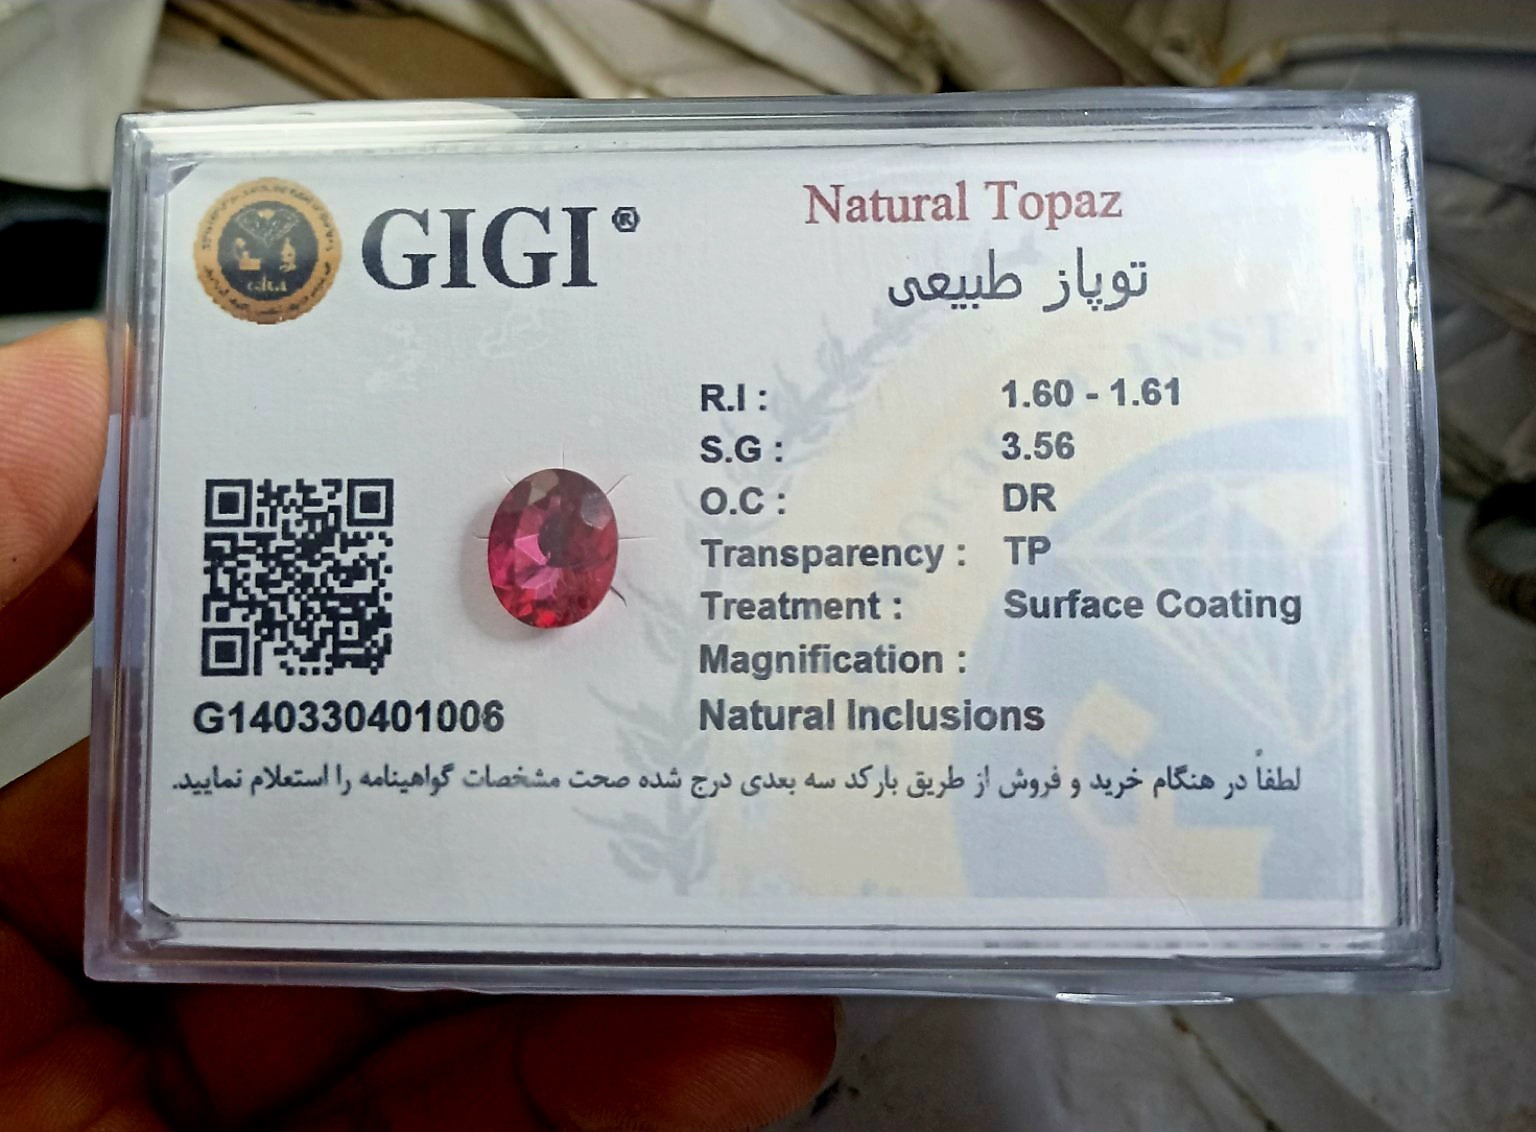 GIGI®
Natural Topaz
توپاز طبیعی
R.I : 1.60 - 1.61
S.G : 3.56
O.C : DR
Transparency : TP
Treatment : Surface Coating
Magnification :
Natural Inclusions
G140330401006
لطفاً در هنگام خرید و فروش از طریق بارکد سه بعدی درج شده صحت مشخصات گواهینامه را استعلام نمایید.
INST.